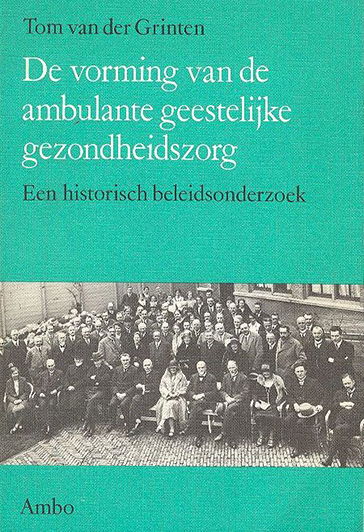 Tom van der Grinten
De vorming van de
ambulante geestelijke
gezondheidszorg
Een historisch beleidsonderzoek
Ambo